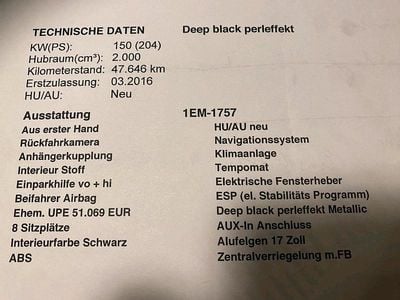 TECHNISCHE DATEN
KW(PS): 150 (204)
Hubraum(cm³): 2.000
Kilometerstand: 47.646 km
Erstzulassung: 03.2016
HU/AU: Neu
Deep black perleffekt
Ausstattung
Aus erster Hand
Rückfahrkamera
Anhängerkupplung
Interieur Stoff
Einparkhilfe vo + hi
Beifahrer Airbag
Ehem. UPE 51.069 EUR
8 Sitzplätze
Interieurfarbe Schwarz
ABS
1EM-1757
HU/AU neu
Navigationssystem
Klimaanlage
Tempomat
Elektrische Fensterheber
ESP (el. Stabilitäts Programm)
Deep black perleffekt Metallic
AUX-In Anschluss
Alufelgen 17 Zoll
Zentralverriegelung m.FB